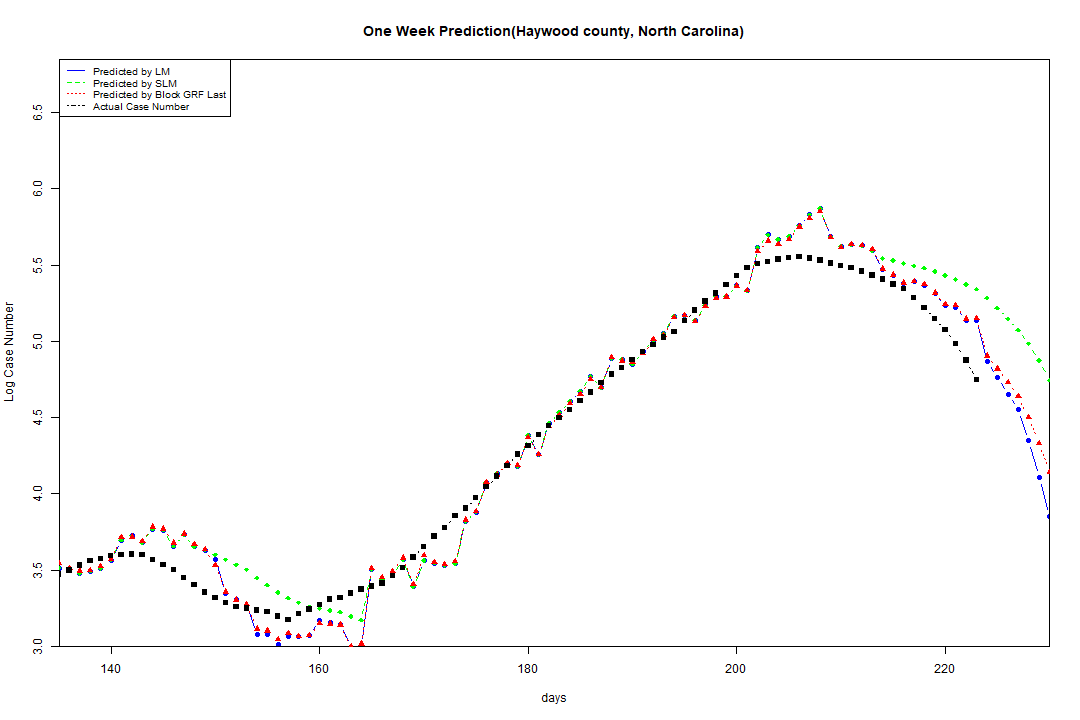 One Week Prediction(Haywood county, North Carolina)
Predicted by LM
Predicted by SLM
Predicted by Block GRF Last
Actual Case Number
Log Case Number
6.5
6.0
5.5
5.0
4.5
4.0
3.5
3.0
140 160 180 200 220
days